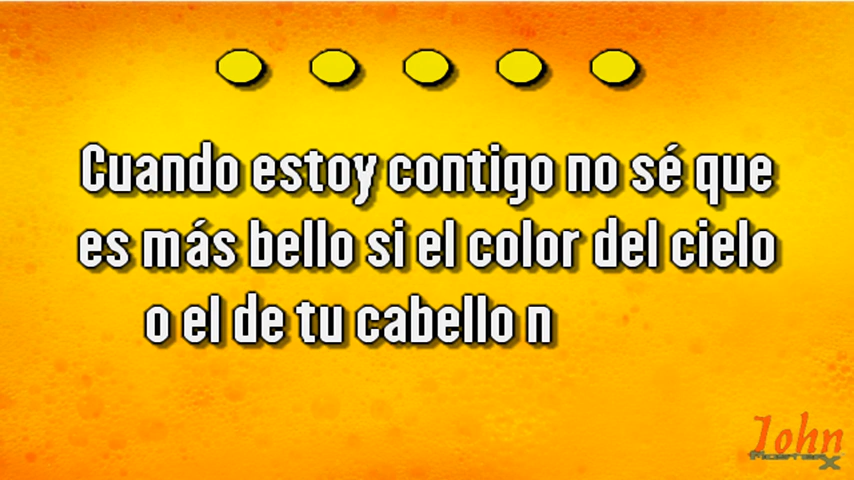 Cuando estoy contigo no sé que
es más bello si el color del cielo
o el de tu cabello n
John